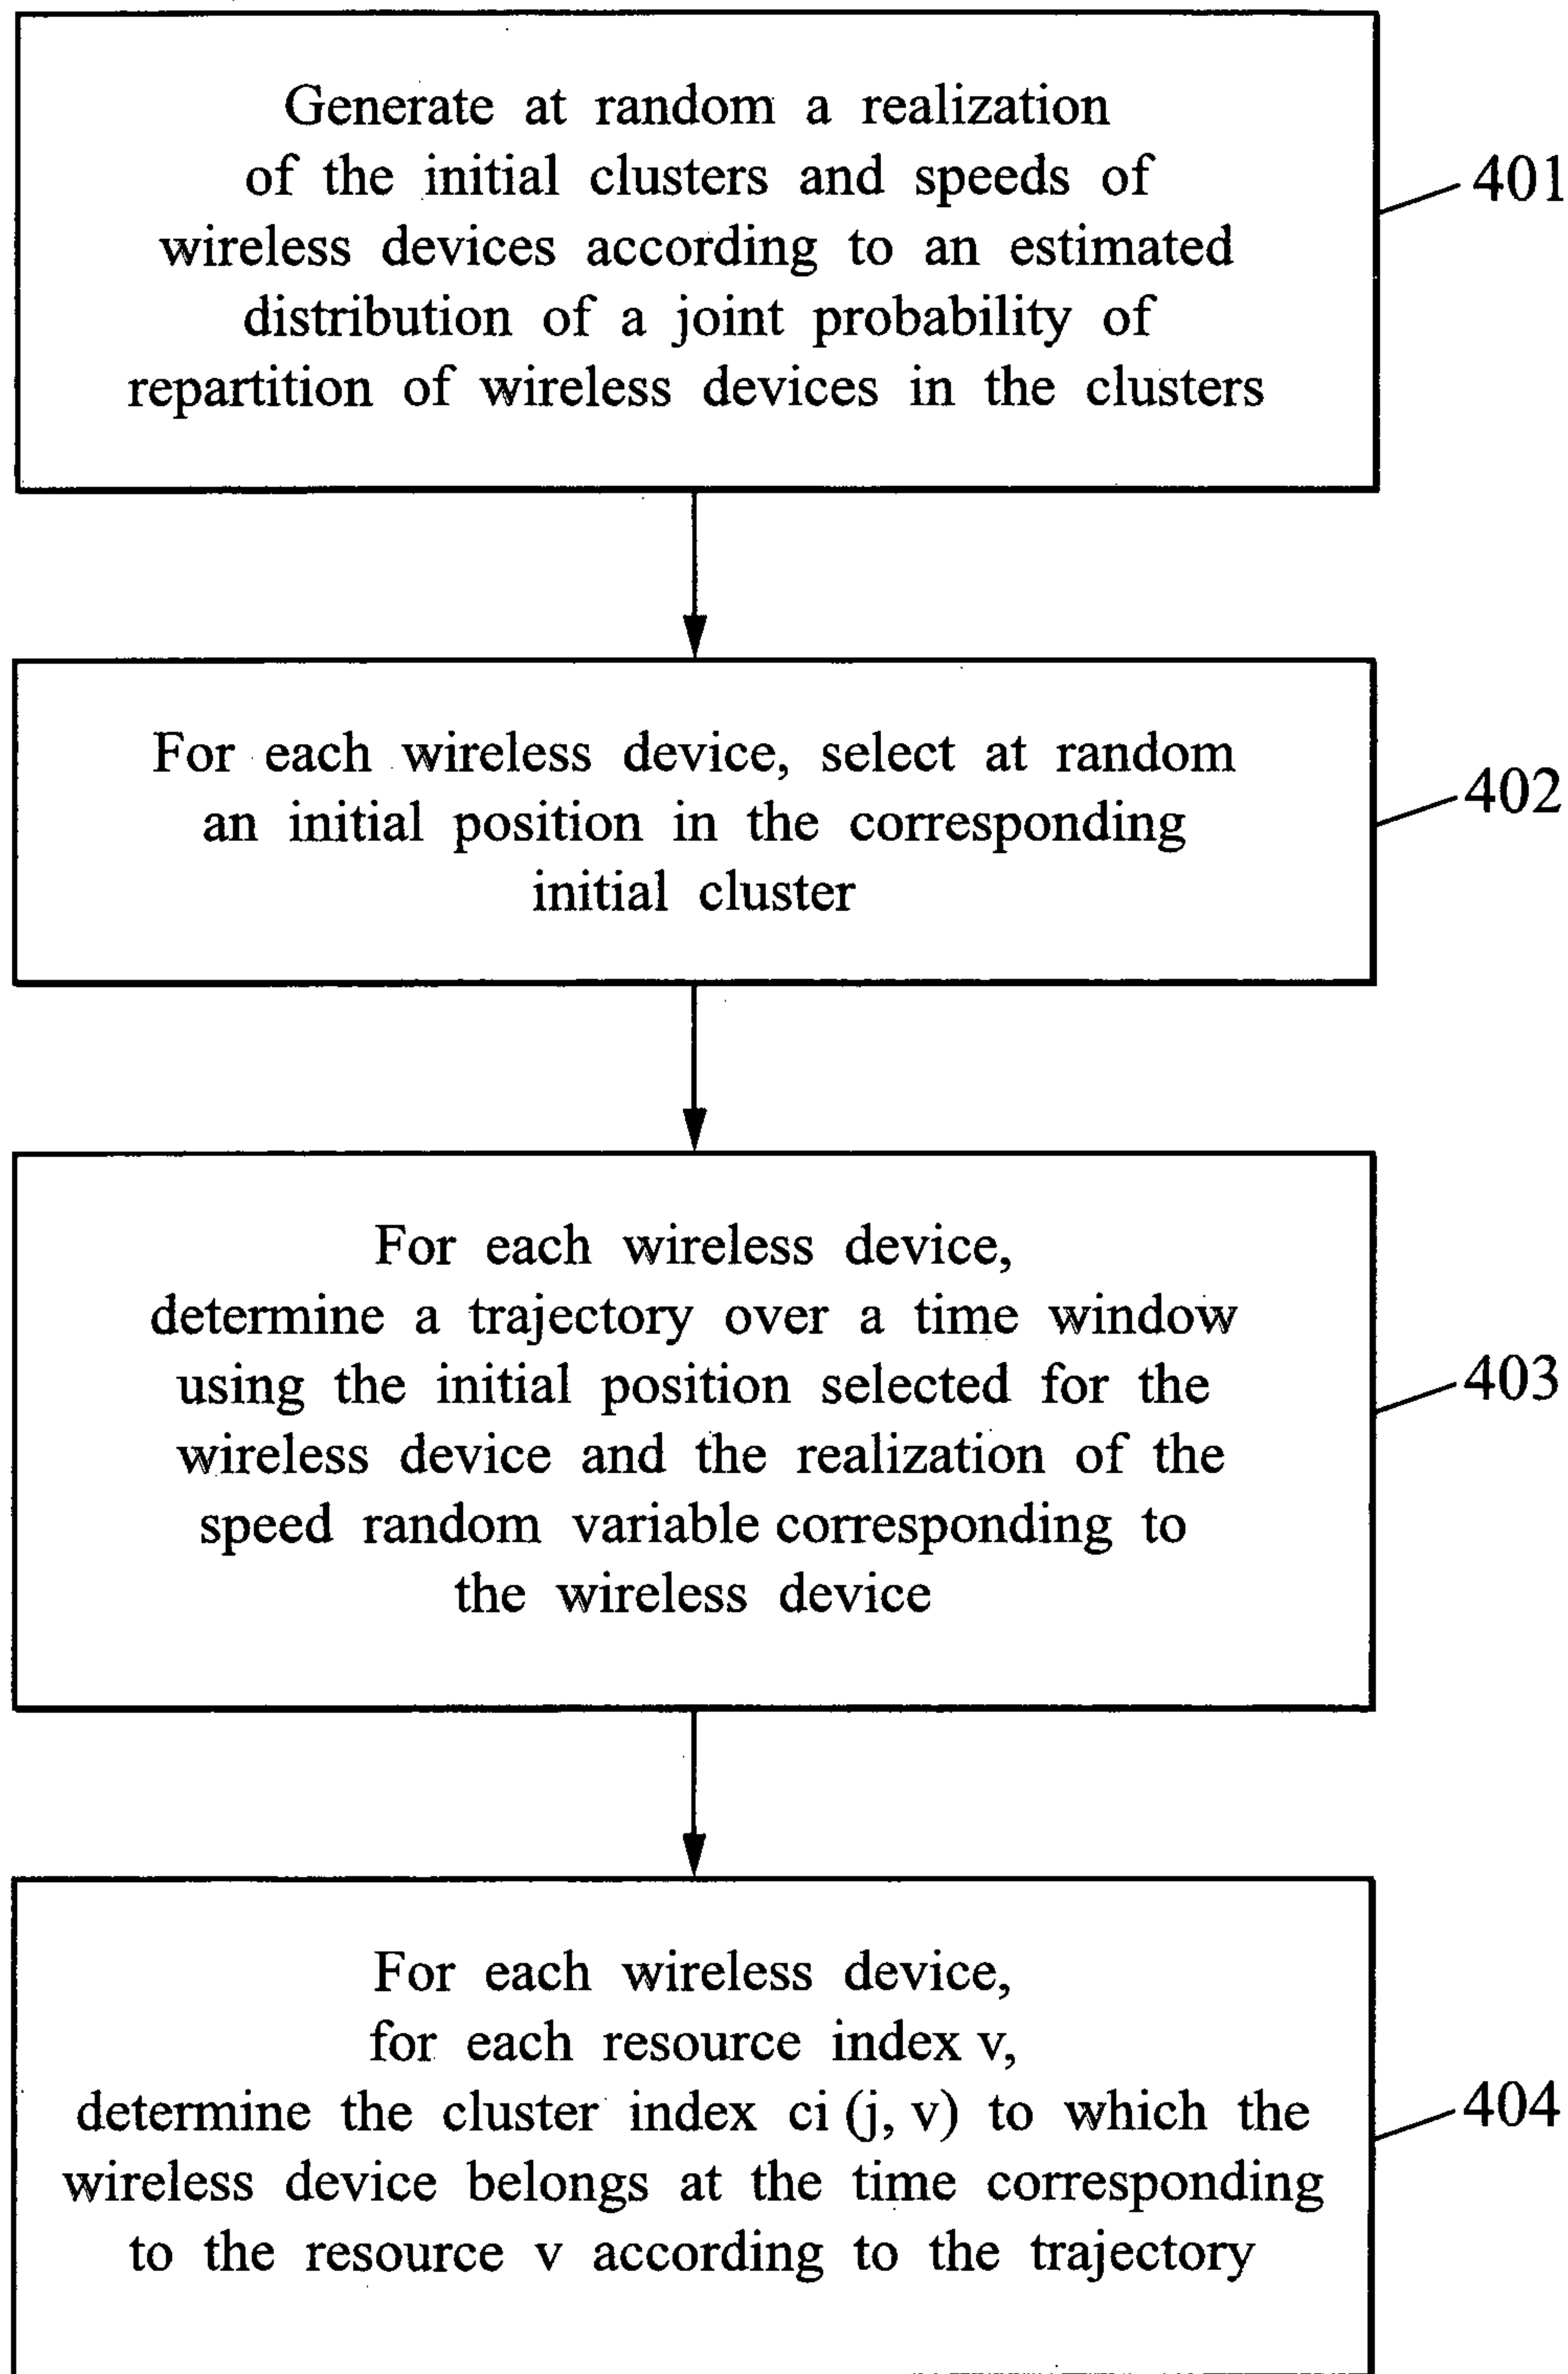 Generate at random a realization
of the initial clusters and speeds of
wireless devices according to an estimated
distribution of a joint probability of
repartition of wireless devices in the clusters
401
For each wireless device, select at random
an initial position in the corresponding
initial cluster
402
For each wireless device,
determine a trajectory over a time window
using the initial position selected for the
wireless device and the realization of the
speed random variable corresponding to
the wireless device
403
For each wireless device,
for each resource index v,
determine the cluster index ci (j, v) to which the
wireless device belongs at the time corresponding
to the resource v according to the trajectory
404